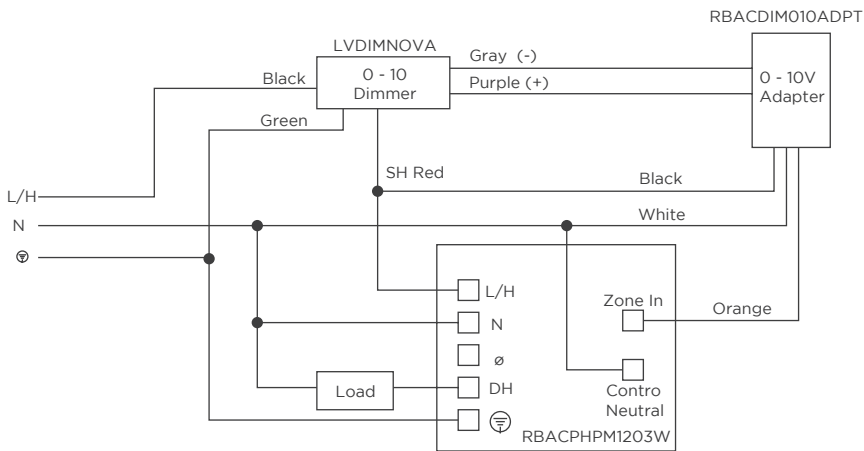 RBACDIM010ADPT
LVDIMNOVA
Gray (-)
0 - 10
Dimmer
Black
Purple (+)
0 - 10V
Adapter
Green
SH Red
Black
L/H
White
N
L/H
Zone In
Orange
N
ø
Load
DH
Contro
Neutral
RBACPHPM1203W